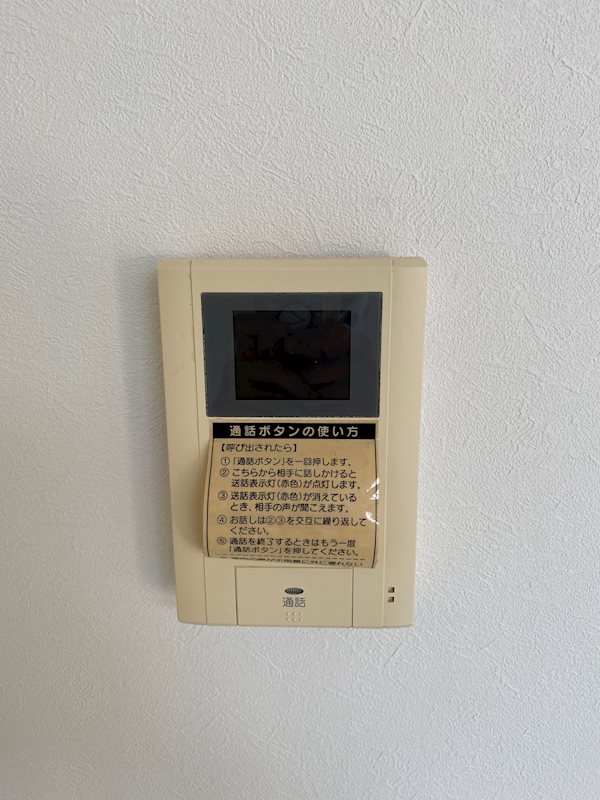 通話ボタンの使い方
【呼び出されたら】
①「通話ボタン」を一回押します。
②こちらから相手に話しかけると
送話表示灯(赤色)が点灯します。
③送話表示灯(赤色)が消えている
とき、相手の声が聞こえます。
④お話しは②③を交互に繰り返して
ください。
⑤通話を終了するときはもう一度
「通話ボタン」を押してください。
通話